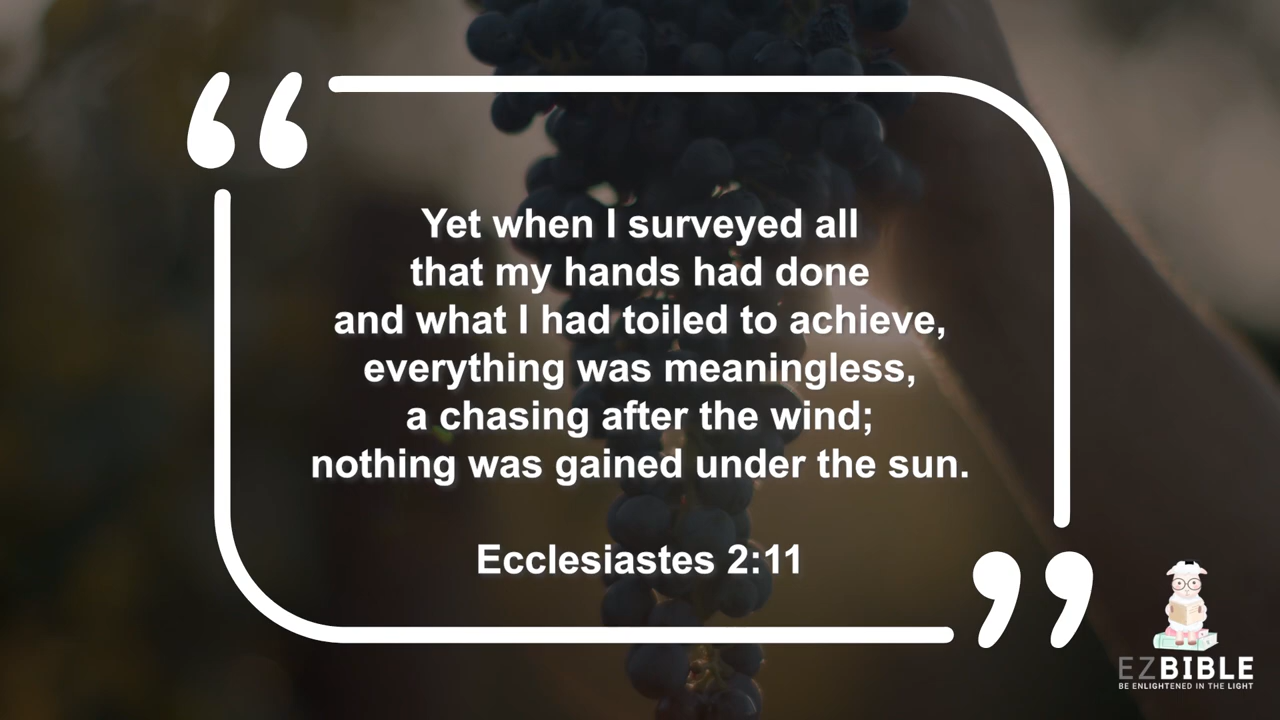 Yet when I surveyed all
that my hands had done
and what I had toiled to achieve,
everything was meaningless,
a chasing after the wind;
nothing was gained under the sun.
Ecclesiastes 2:11
EZBIBLE
BE ENLIGHTENED IN THE LIGHT